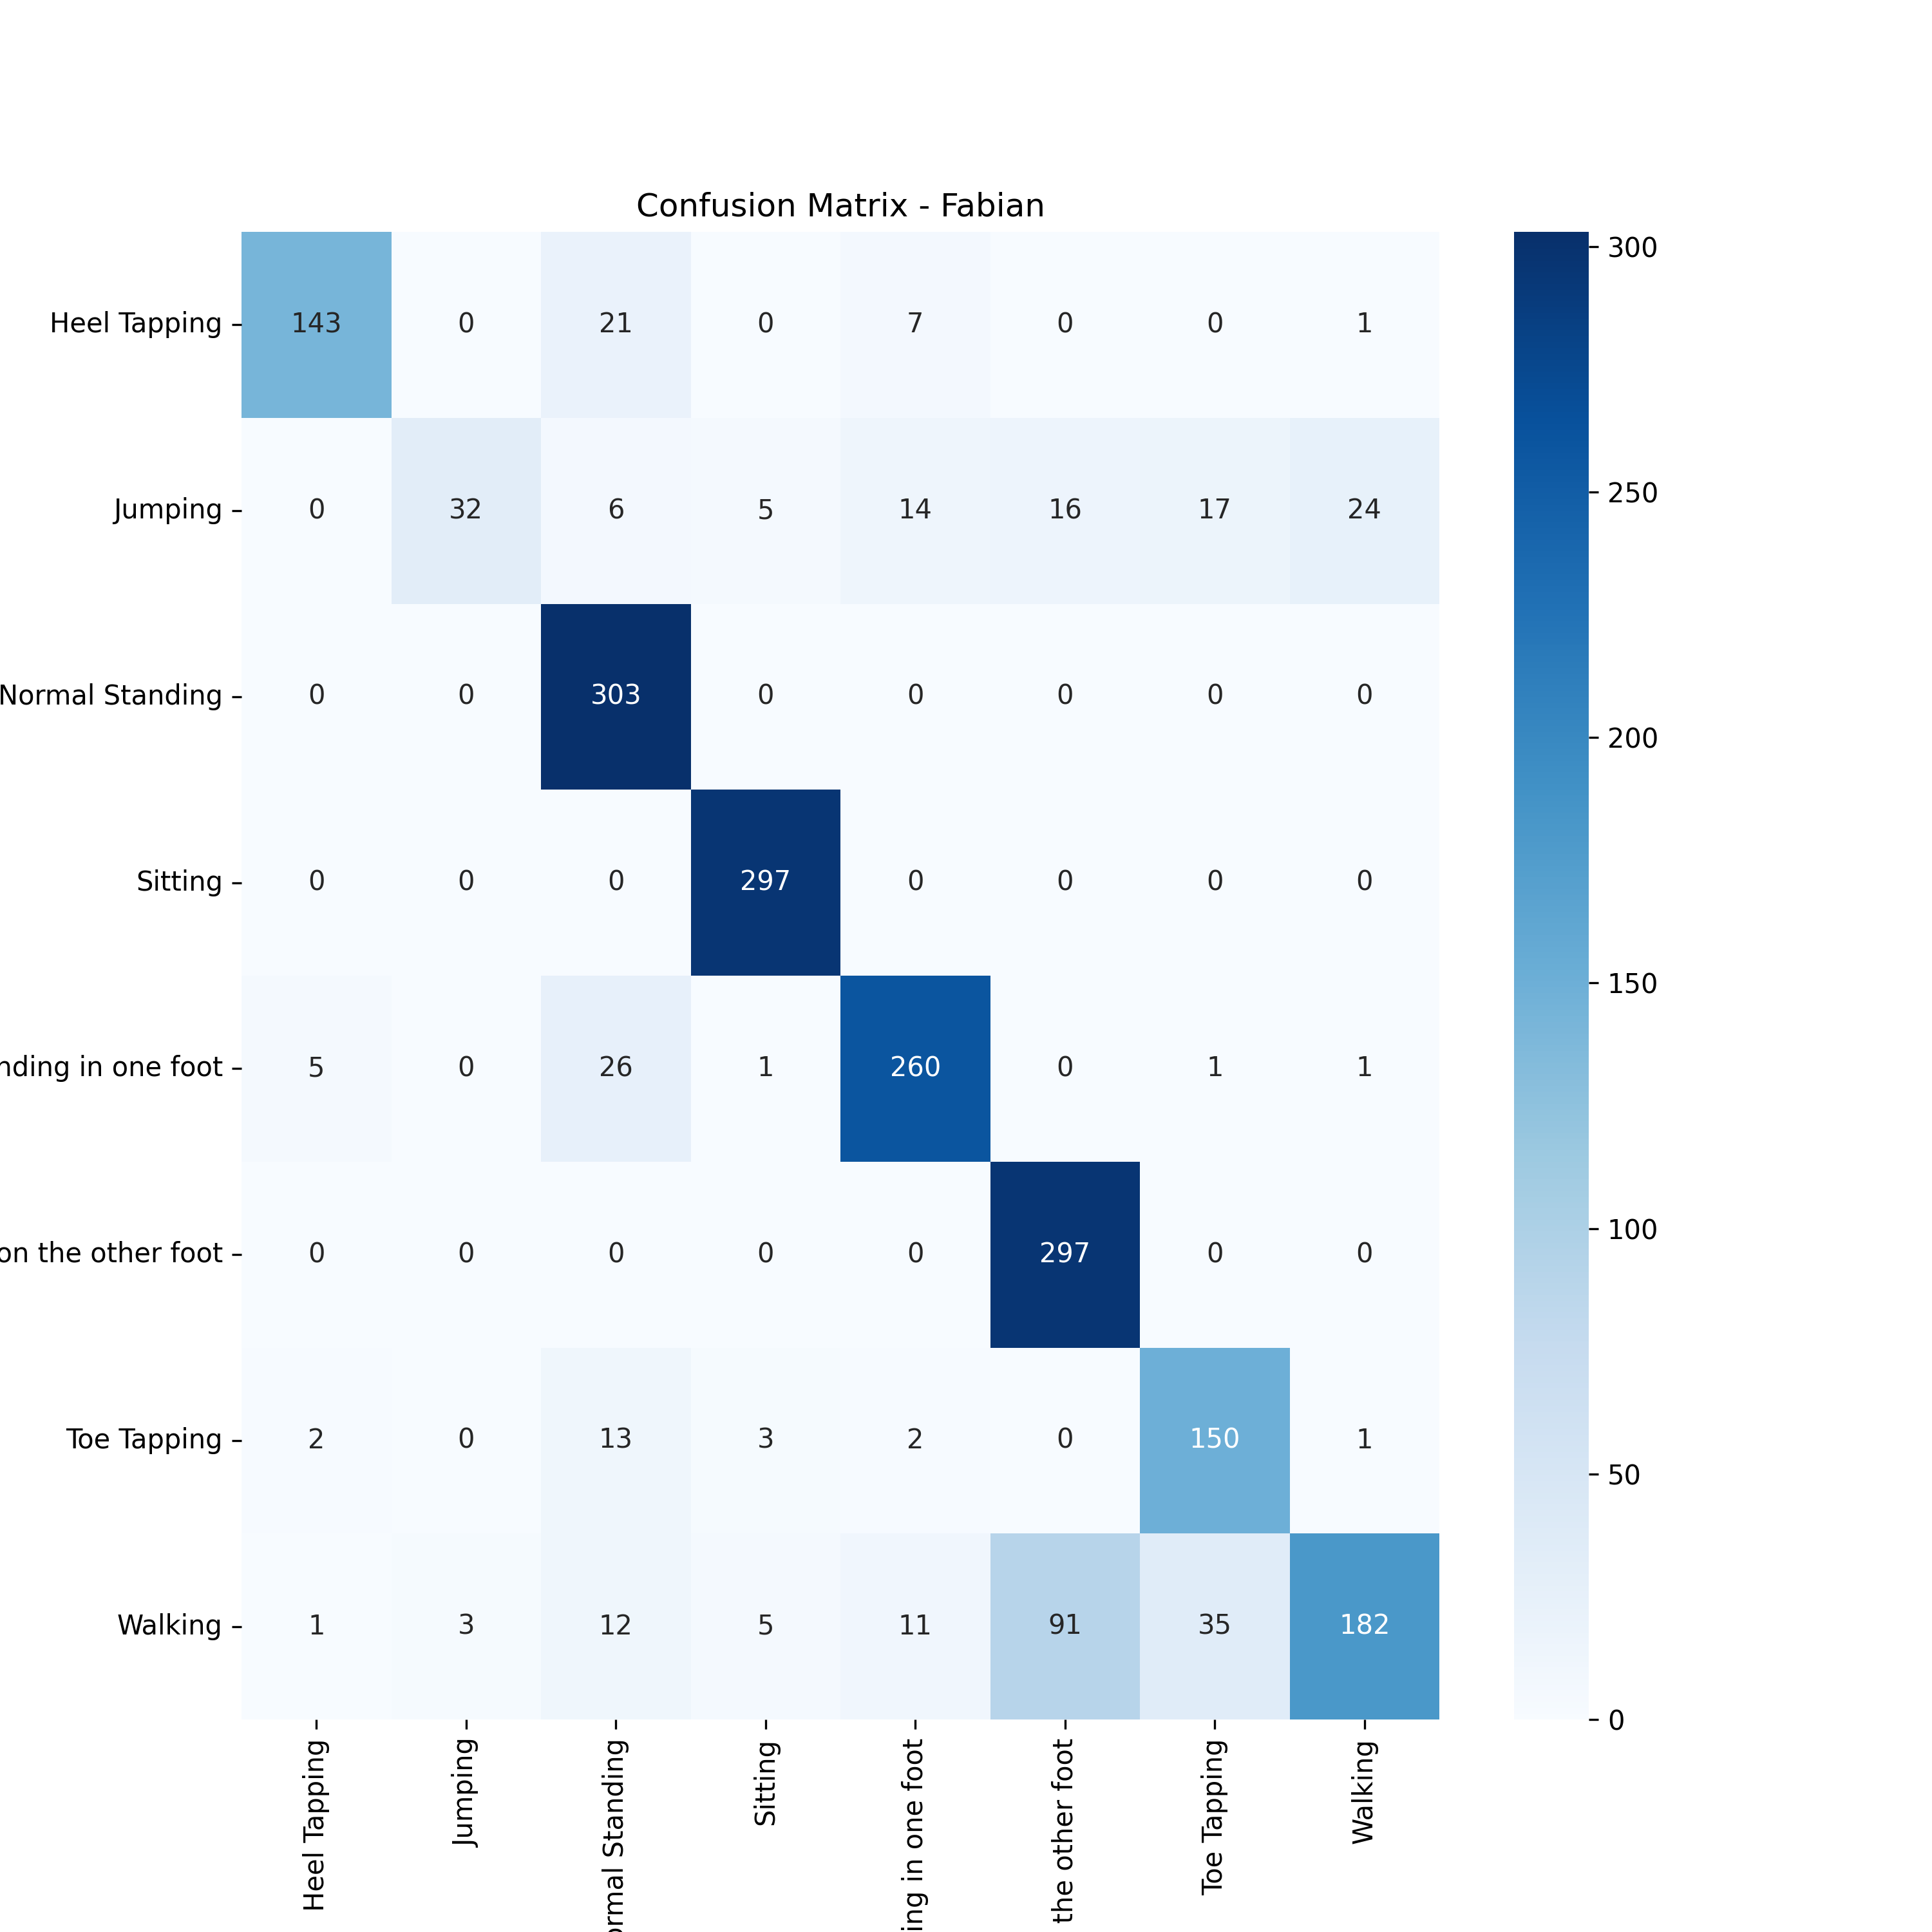 Confusion Matrix - Fabian
Heel Tapping 143 0 21 0 7 0 0 1
Jumping 0 32 6 5 14 16 17 24
Normal Standing 0 0 303 0 0 0 0 0
Sitting 0 0 0 297 0 0 0 0
nding in one foot 5 0 26 1 260 0 1 1
on the other foot 0 0 0 0 0 297 0 0
Toe Tapping 2 0 13 3 2 0 150 1
Walking 1 3 12 5 11 91 35 182
Heel Tapping
Jumping
ormal Standing
Sitting
ing in one foot
the other foot
Toe Tapping
Walking
300
250
200
150
100
50
0